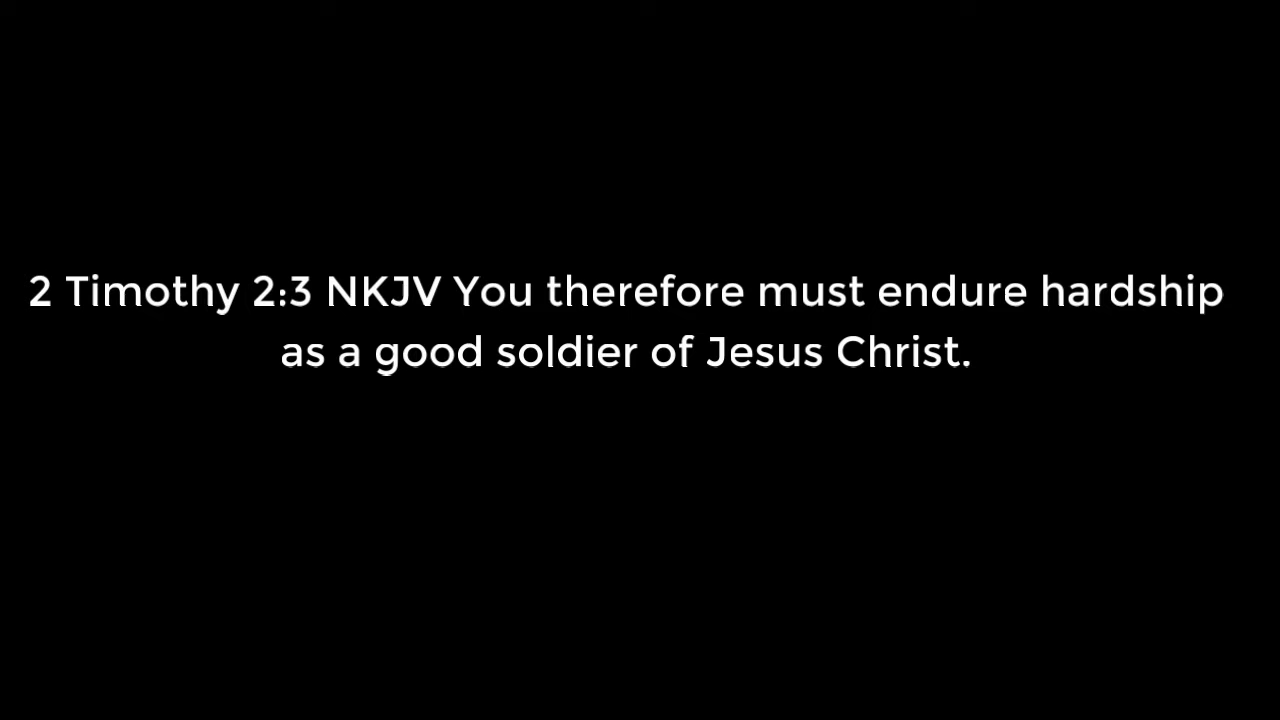 2 Timothy 2:3 NKJV You therefore must endure hardship
as a good soldier of Jesus Christ.